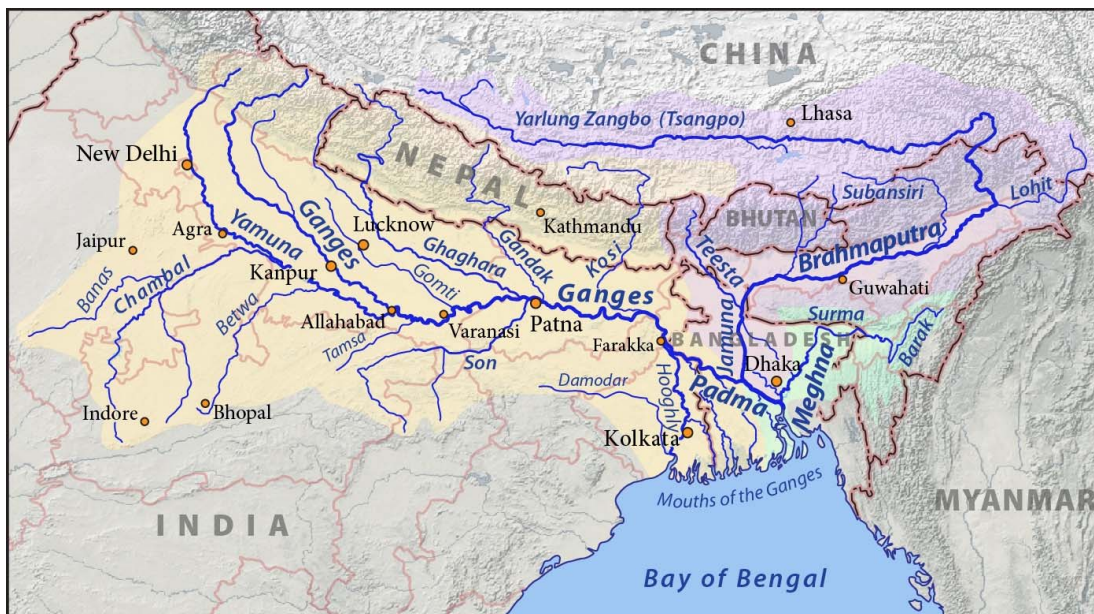 CHINA
Yarlung Zangbo (Tsangpo)
Lhasa
New Delhi
NEPAL
Subansiri
Lohit
Kathmandu
BHUTAN
Jaipur
Agra
Yamuna
Ganges
Lucknow
Ghaghara
Gandak
Kosi
Teesta
Brahmaputra
Banas
Chambal
Kanpur
Gomti
Guwahati
Betwa
Ganges
Allahabad
Varanasi
Patna
Surma
Tamsa
Son
Farakka
BANGLADESH
Jamuna
Barak
Damodar
Hooghly
Padma
Dhaka
Meghna
Indore
Bhopal
Kolkata
Mouths of the Ganges
INDIA
MYANMAR
Bay of Bengal